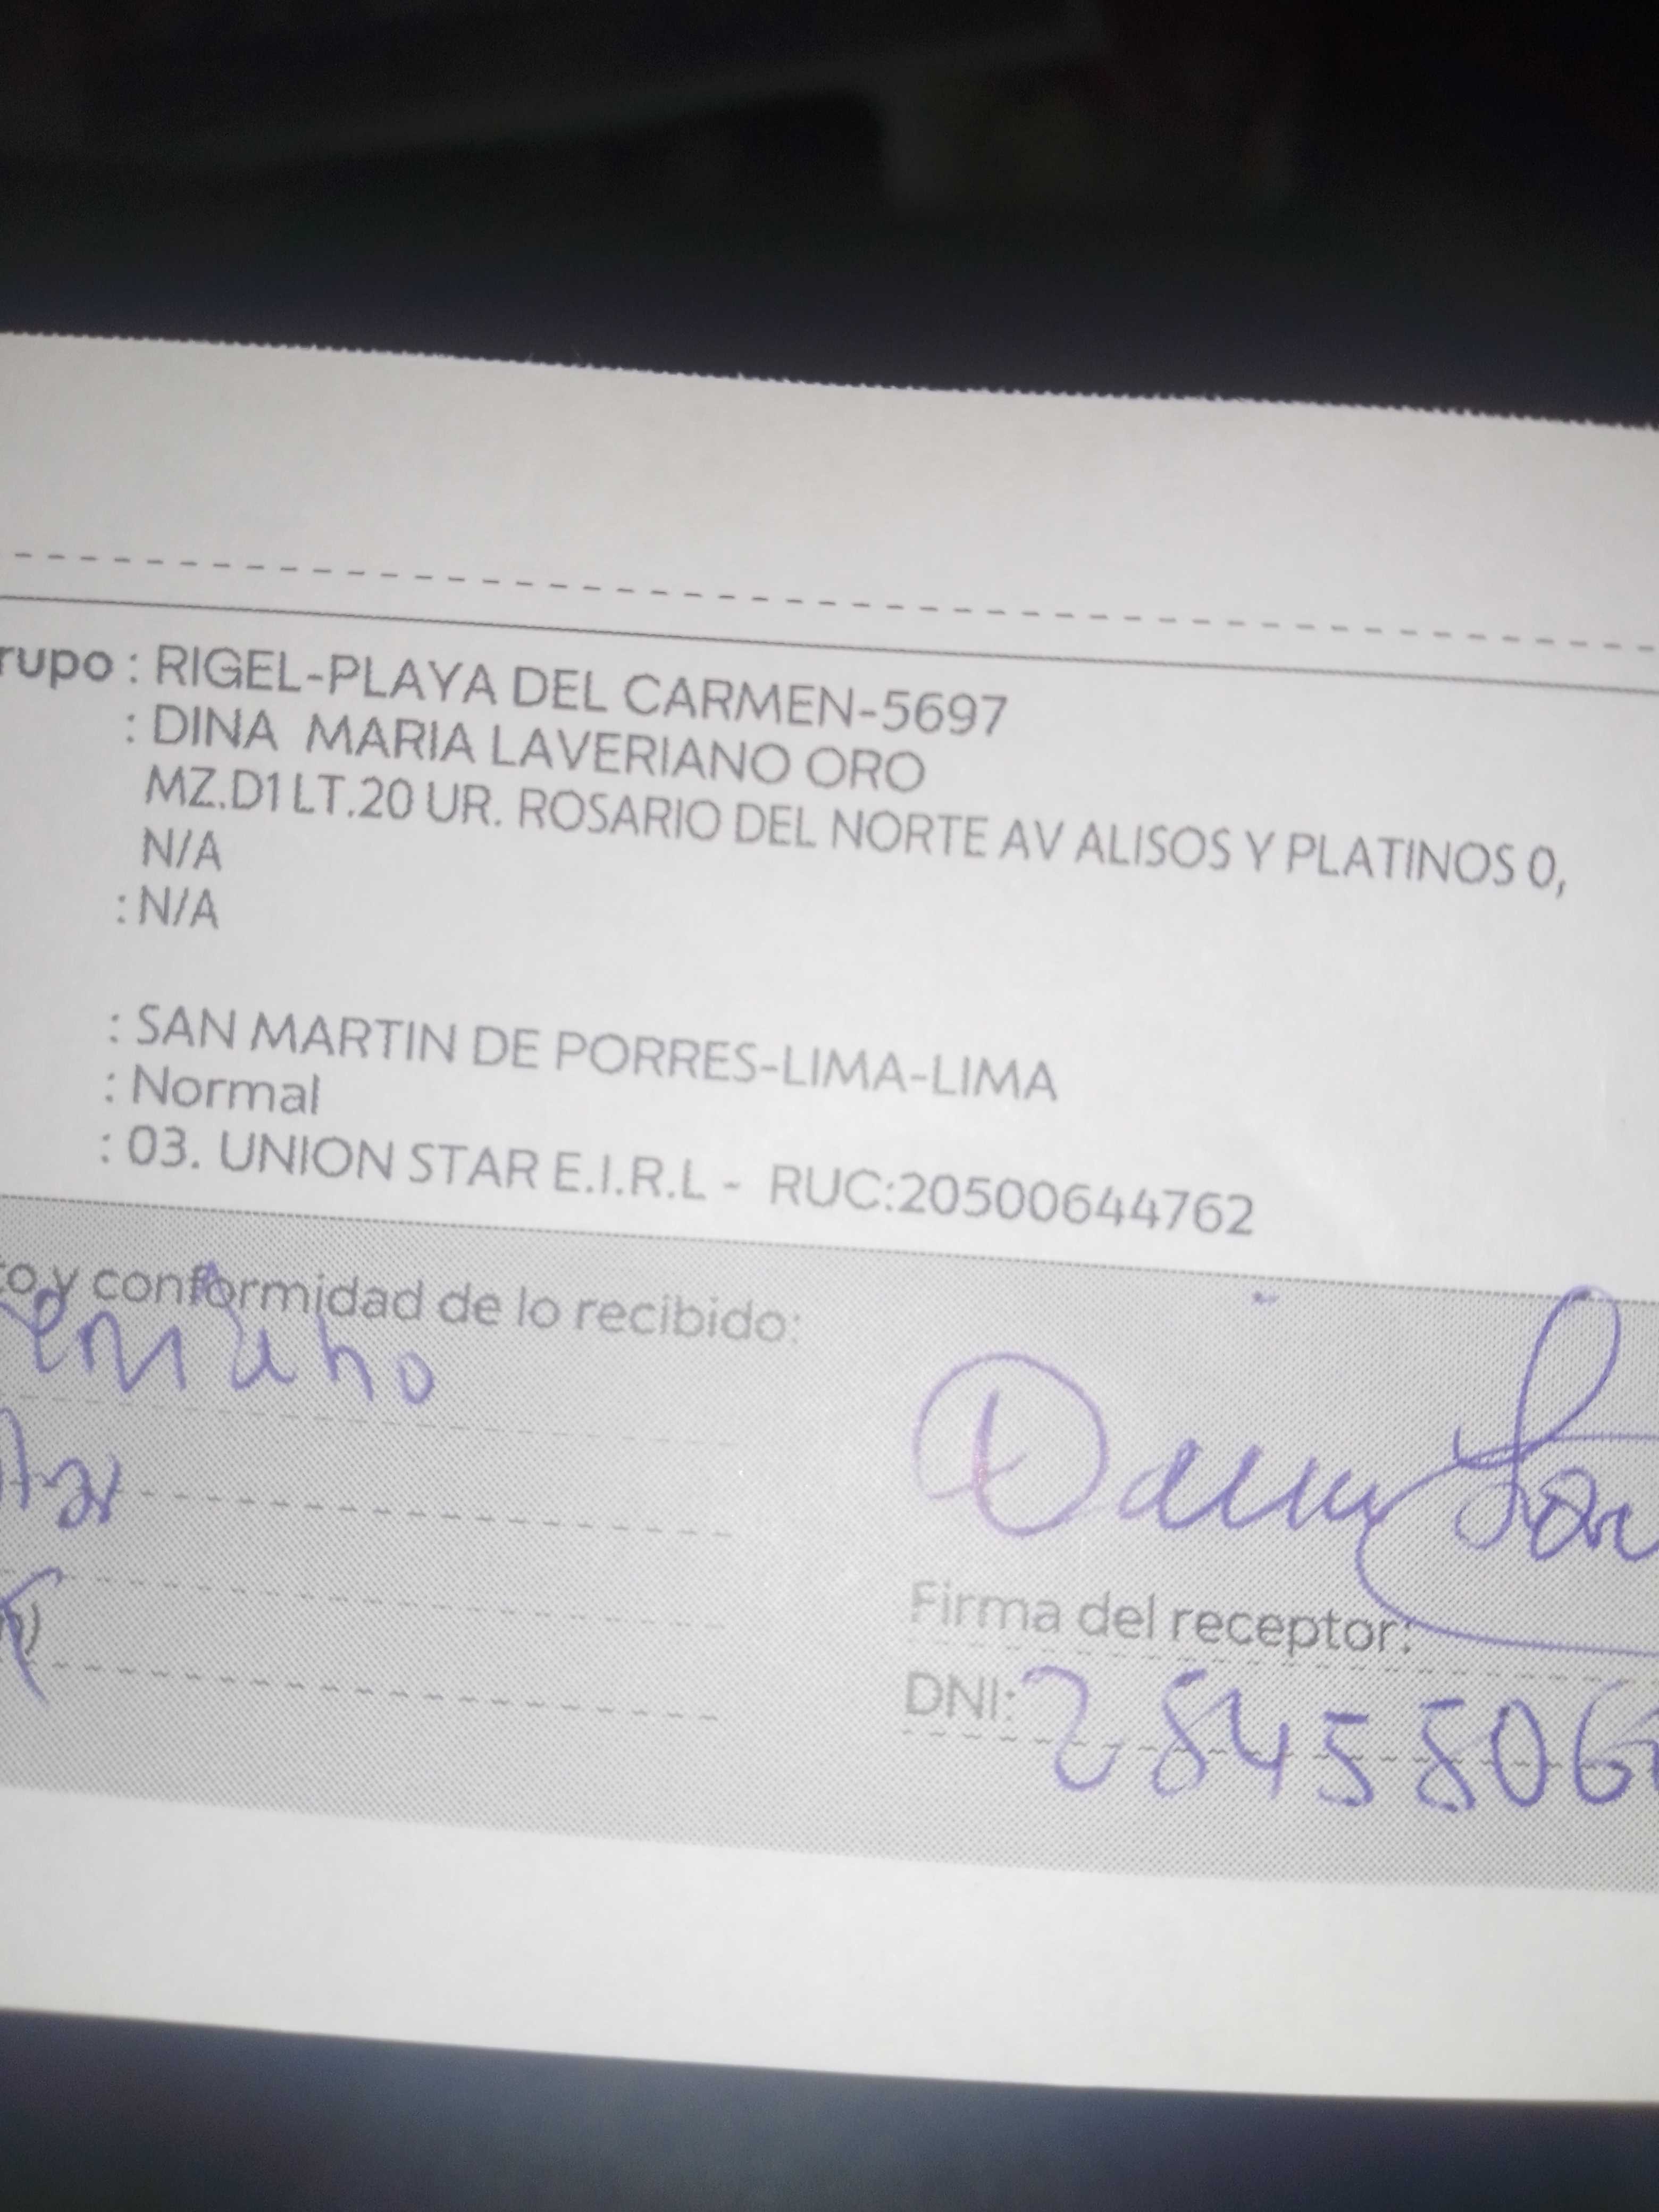 rupo : RIGEL-PLAYA DEL CARMEN-5697
: DINA MARIA LAVERIANO ORO
MZ.D1 LT.20 UR. ROSARIO DEL NORTE AV ALISOS Y PLATINOS 0,
N/A
: N/A
: SAN MARTIN DE PORRES-LIMA-LIMA
: Normal
: 03. UNION STAR E.I.R.L - RUC:20500644762
to y conformidad de lo recibido:
Firma del receptor:
DNI: 2845806